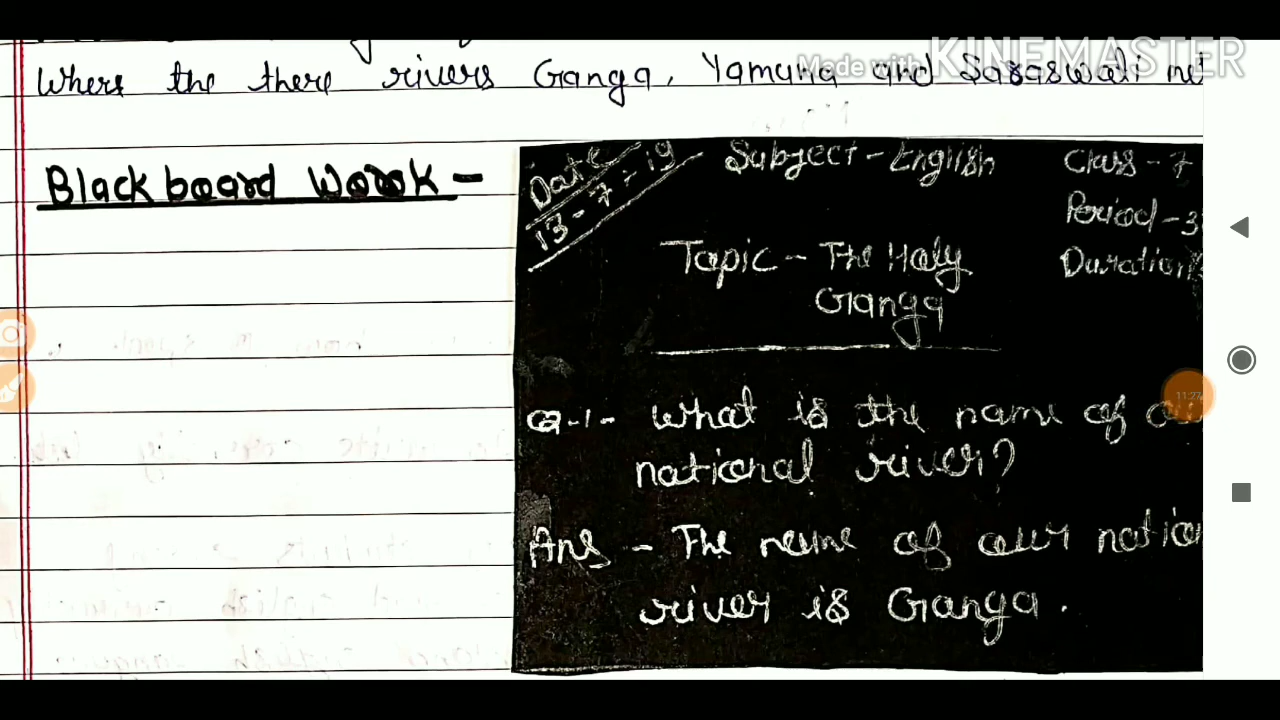 Where the there rivers Ganga, Yamuna and Saraswati
Made with KINEMASTER
Black board Work -
Date
13 - 7 - 19
Subject - English
Class - 7
Period - 3
Duration
Topic - The Holy
Ganga
Q-1- What is the name of
national river?
Ans - The name of our
river is Ganga.
11:27